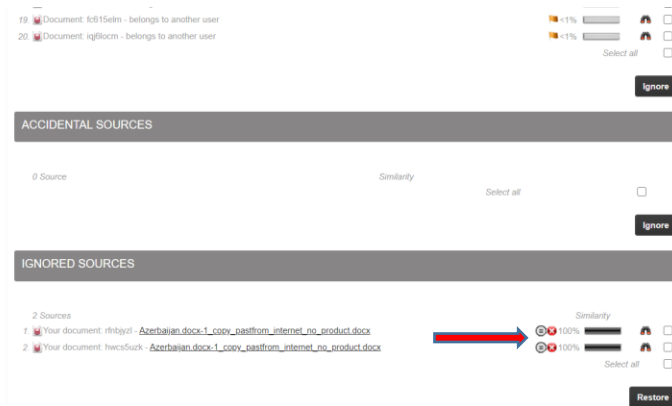 19 Document: fc615elm - belongs to another user <1%
20 Document: iqj6locm - belongs to another user <1%
Select all
Ignore
ACCIDENTAL SOURCES
0 Source Similarity
Select all
Ignore
IGNORED SOURCES
2 Sources Similarity
1 Your document: rfnbjyzl - Azerbaijan.docx-1_copy_pastfrom_internet_no_product.docx 100%
2 Your document: hwcs5uzk - Azerbaijan.docx-1_copy_pastfrom_internet_no_product.docx 100%
Select all
Restore